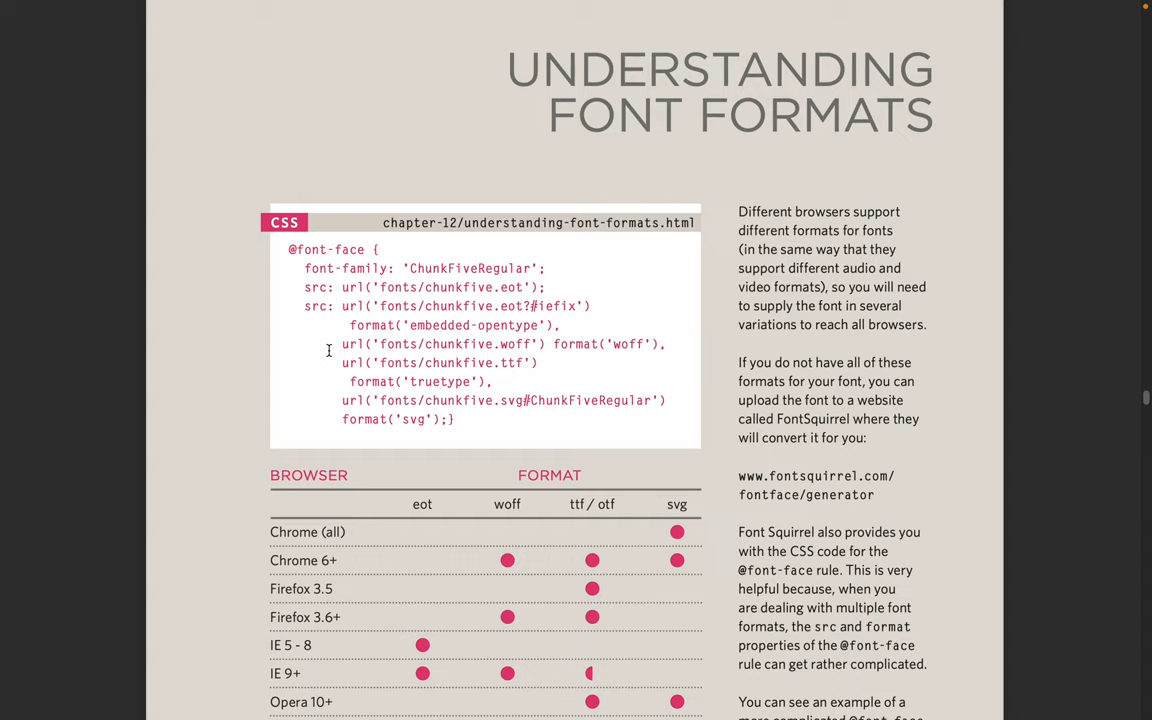 UNDERSTANDING
FONT FORMATS
CSS
chapter-12/understanding-font-formats.html
@font-face {
font-family: 'ChunkFiveRegular';
src: url('fonts/chunkfive.eot');
src: url('fonts/chunkfive.eot?#iefix')
format('embedded-opentype'),
url('fonts/chunkfive.woff') format('woff'),
url('fonts/chunkfive.ttf')
format('truetype'),
url('fonts/chunkfive.svg#ChunkFiveRegular')
format('svg');}
BROWSER FORMAT
eot woff ttf / otf svg
Chrome (all)
Chrome 6+
Firefox 3.5
Firefox 3.6+
IE 5 - 8
IE 9+
Opera 10+
Different browsers support
different formats for fonts
(in the same way that they
support different audio and
video formats), so you will need
to supply the font in several
variations to reach all browsers.
If you do not have all of these
formats for your font, you can
upload the font to a website
called FontSquirrel where they
will convert it for you:
www.fontsquirrel.com/
fontface/generator
Font Squirrel also provides you
with the CSS code for the
@font-face rule. This is very
helpful because, when you
are dealing with multiple font
formats, the src and format
properties of the @font-face
rule can get rather complicated.
You can see an example of a
more complicated @font-face